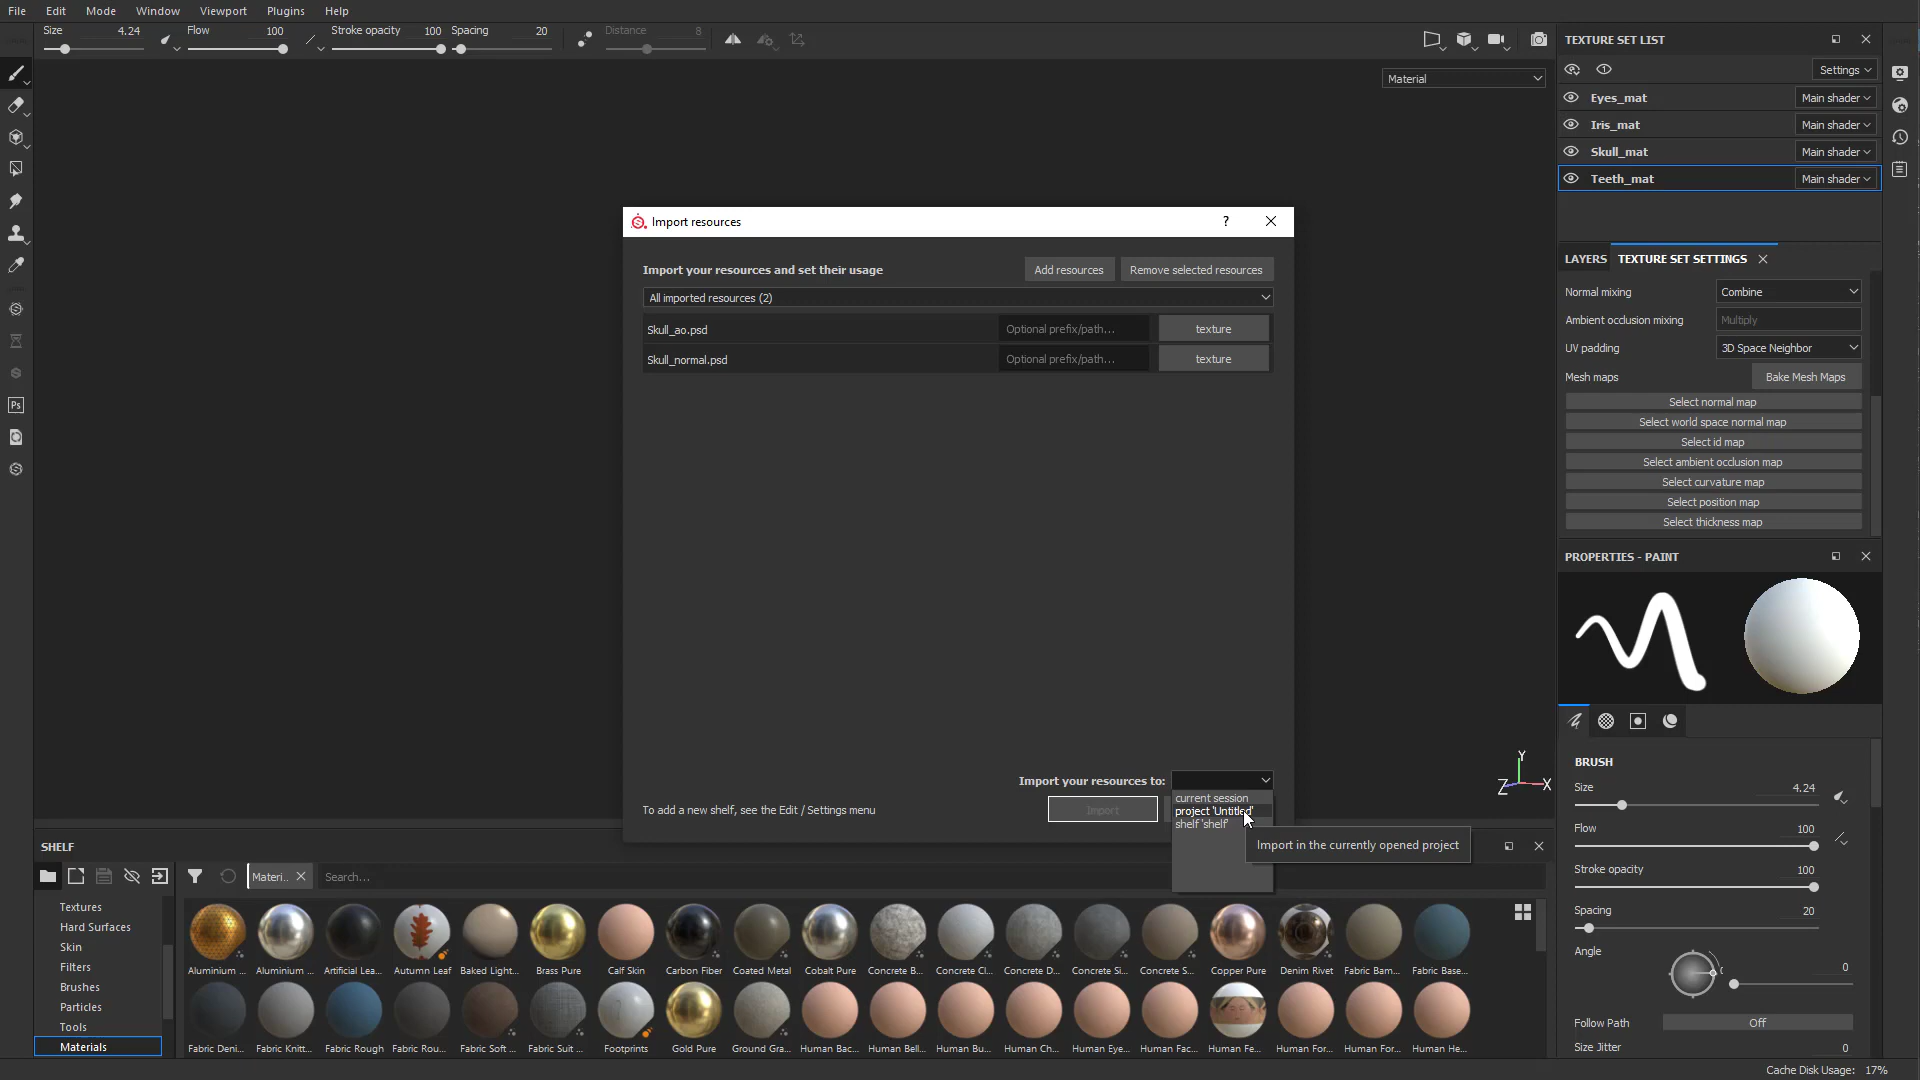 File Edit Mode Window Viewport Plugins Help
Size 4.24 Flow 100 Stroke opacity 100 Spacing 20 Distance 8
Material
TEXTURE SET LIST
Settings
Eyes_mat Main shader
Iris_mat Main shader
Skull_mat Main shader
Teeth_mat Main shader
LAYERS TEXTURE SET SETTINGS
Normal mixing Combine
Ambient occlusion mixing Multiply
UV padding 3D Space Neighbor
Mesh maps Bake Mesh Maps
Select normal map
Select world space normal map
Select id map
Select ambient occlusion map
Select curvature map
Select position map
Select thickness map
Import resources ?
Import your resources and set their usage Add resources Remove selected resources
All imported resources (2)
Skull_ao.psd Optional prefix/path... texture
Skull_normal.psd Optional prefix/path... texture
Import your resources to:
current session
project 'Untitled'
shelf 'shelf'
To add a new shelf, see the Edit / Settings menu Import
Import in the currently opened project
Y
Z X
Ps
PROPERTIES - PAINT
BRUSH
Size 4.24
Flow 100
Stroke opacity 100
Spacing 20
Angle 0
Follow Path Off
Size Jitter 0
SHELF
Materi.. Search...
Textures
Hard Surfaces
Skin
Filters
Brushes
Particles
Tools
Materials
Aluminium ... Aluminium ... Artificial Lea... Autumn Leaf Baked Light... Brass Pure Calf Skin Carbon Fiber Coated Metal Cobalt Pure Concrete B... Concrete Cl... Concrete D... Concrete Si... Concrete S... Copper Pure Denim Rivet Fabric Bam... Fabric Base...
Fabric Deni... Fabric Knitt... Fabric Rough Fabric Rou... Fabric Soft ... Fabric Suit ... Footprints Gold Pure Ground Gra... Human Bac... Human Bell... Human Bu... Human Ch... Human Eye... Human Fac... Human Fe... Human For... Human For... Human He...
Cache Disk Usage: 17%